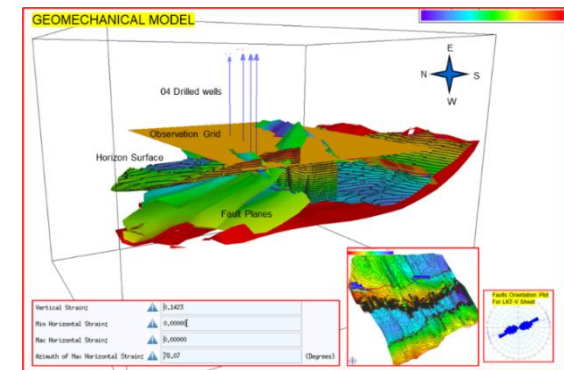 GEOMECHANICAL MODEL
E
N
S
W
04 Drilled wells
Observation Grid
Horizon Surface
Fault Planes
Vertical Strain: 0.1423
Min Horizontal Strain: 0.00000
Max Horizontal Strain: 0.00000
Azimuth of Max Horizontal Strain: 78.07 (Degrees)
Faults Orientation Plot
For LKT-V Sheet